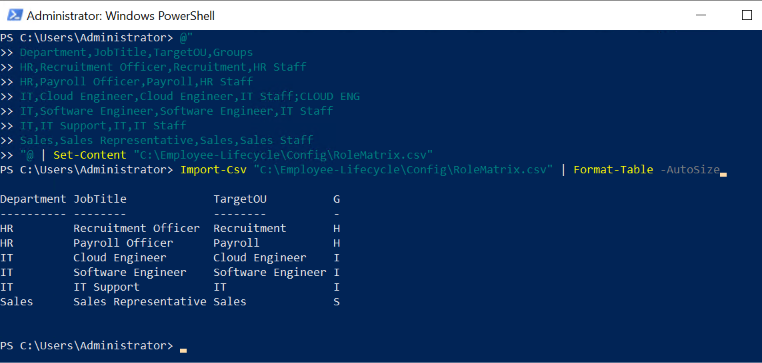 Administrator: Windows PowerShell
PS C:\Users\Administrator> @"
>> Department,JobTitle,TargetOU,Groups
>> HR,Recruitment Officer,Recruitment,HR Staff
>> HR,Payroll Officer,Payroll,HR Staff
>> IT,Cloud Engineer,Cloud Engineer,IT Staff;CLOUD ENG
>> IT,Software Engineer,Software Engineer,IT Staff
>> IT,IT Support,IT,IT Staff
>> Sales,Sales Representative,Sales,Sales Staff
>> "@ | Set-Content "C:\Employee-Lifecycle\Config\RoleMatrix.csv"
PS C:\Users\Administrator> Import-Csv "C:\Employee-Lifecycle\Config\RoleMatrix.csv" | Format-Table -AutoSize
Department JobTitle             TargetOU          G
---------- --------             --------          -
HR         Recruitment Officer  Recruitment       H
HR         Payroll Officer      Payroll           H
IT         Cloud Engineer       Cloud Engineer    I
IT         Software Engineer    Software Engineer I
IT         IT Support           IT                I
Sales      Sales Representative Sales             S
PS C:\Users\Administrator>